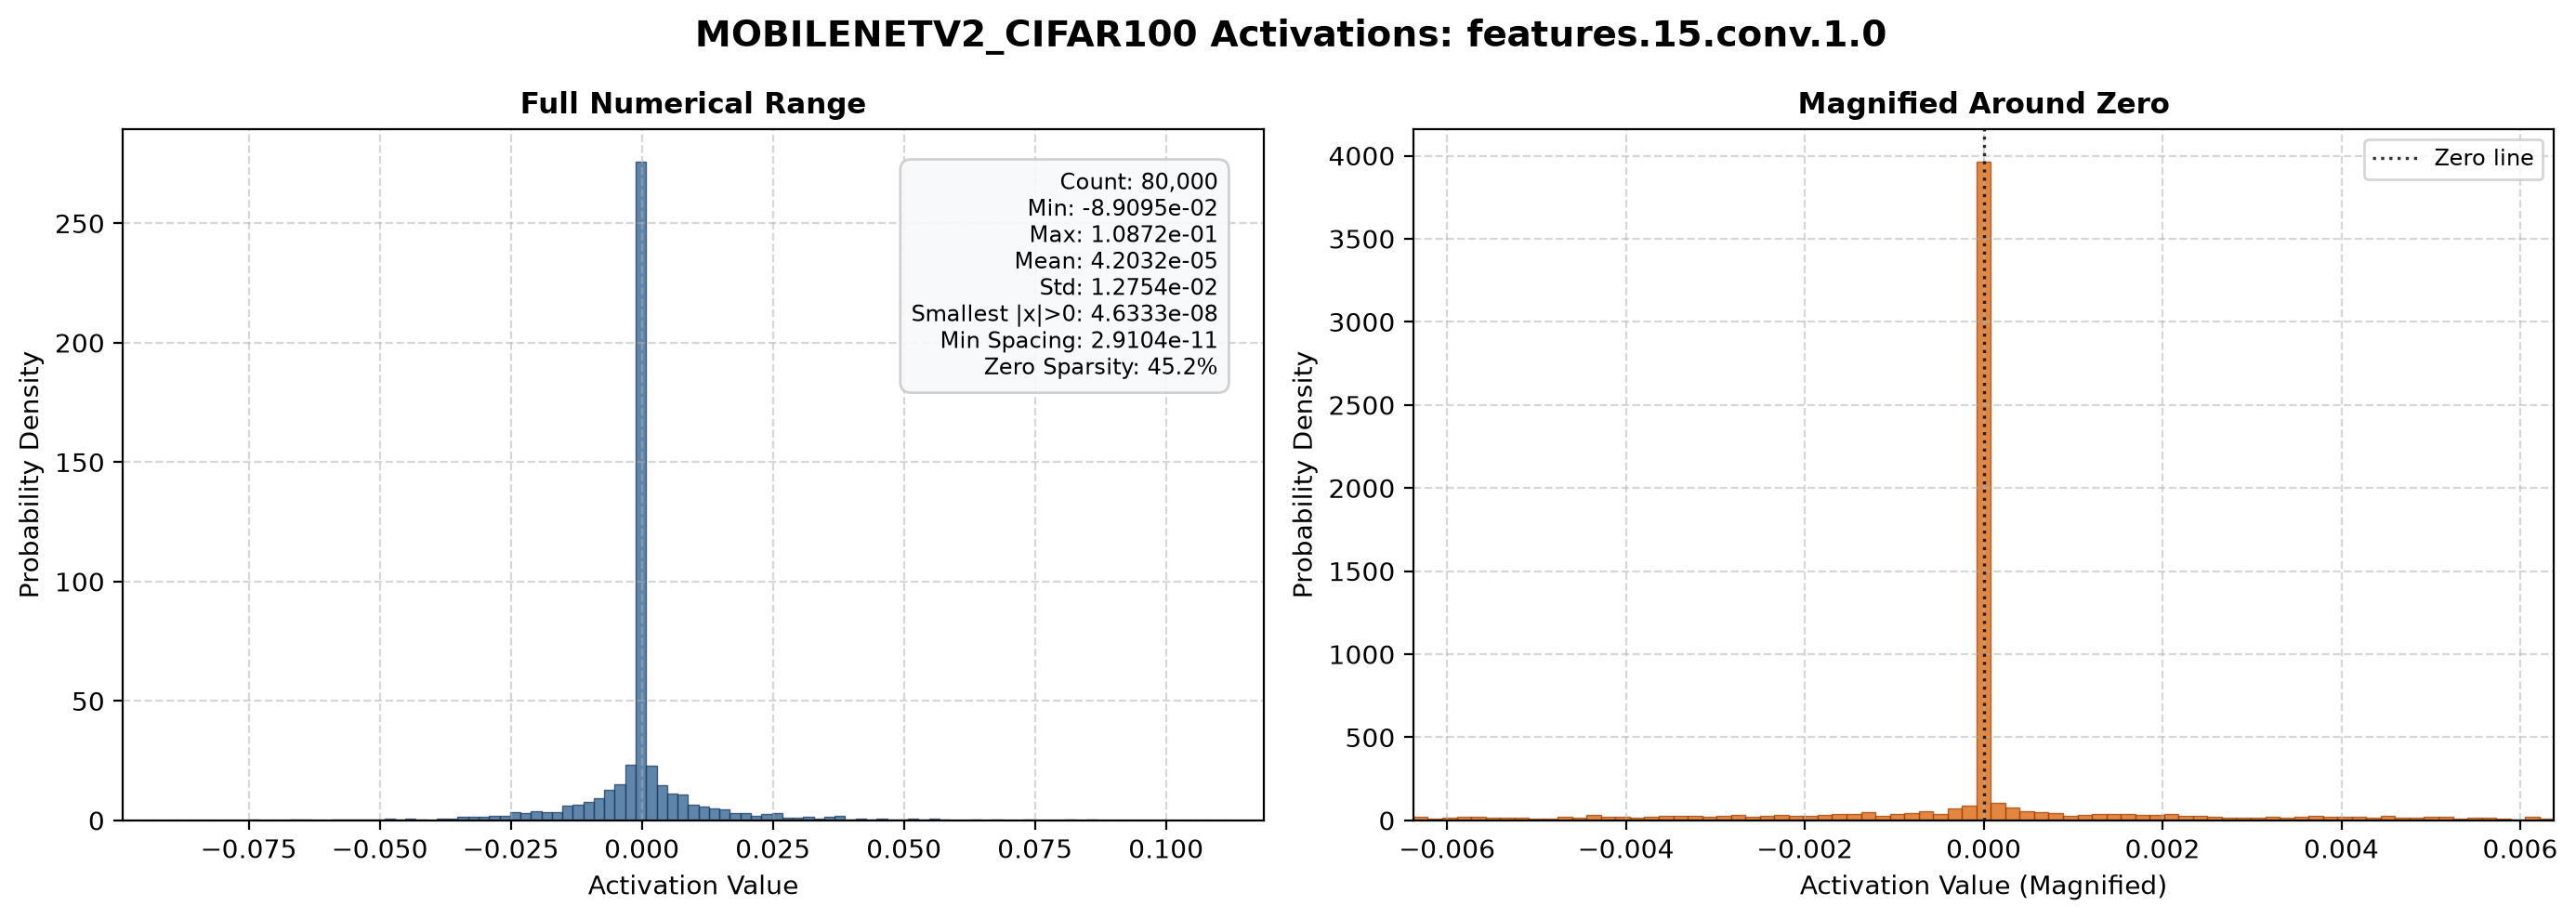 MOBILENETV2_CIFAR100 Activations: features.15.conv.1.0
Full Numerical Range
Probability Density
250
200
150
100
50
0
Count: 80,000
Min: -8.9095e-02
Max: 1.0872e-01
Mean: 4.2032e-05
Std: 1.2754e-02
Smallest |x|>0: 4.6333e-08
Min Spacing: 2.9104e-11
Zero Sparsity: 45.2%
−0.075 −0.050 −0.025 0.000 0.025 0.050 0.075 0.100
Activation Value
Magnified Around Zero
Probability Density
4000
3500
3000
2500
2000
1500
1000
500
0
Zero line
−0.006 −0.004 −0.002 0.000 0.002 0.004 0.006
Activation Value (Magnified)